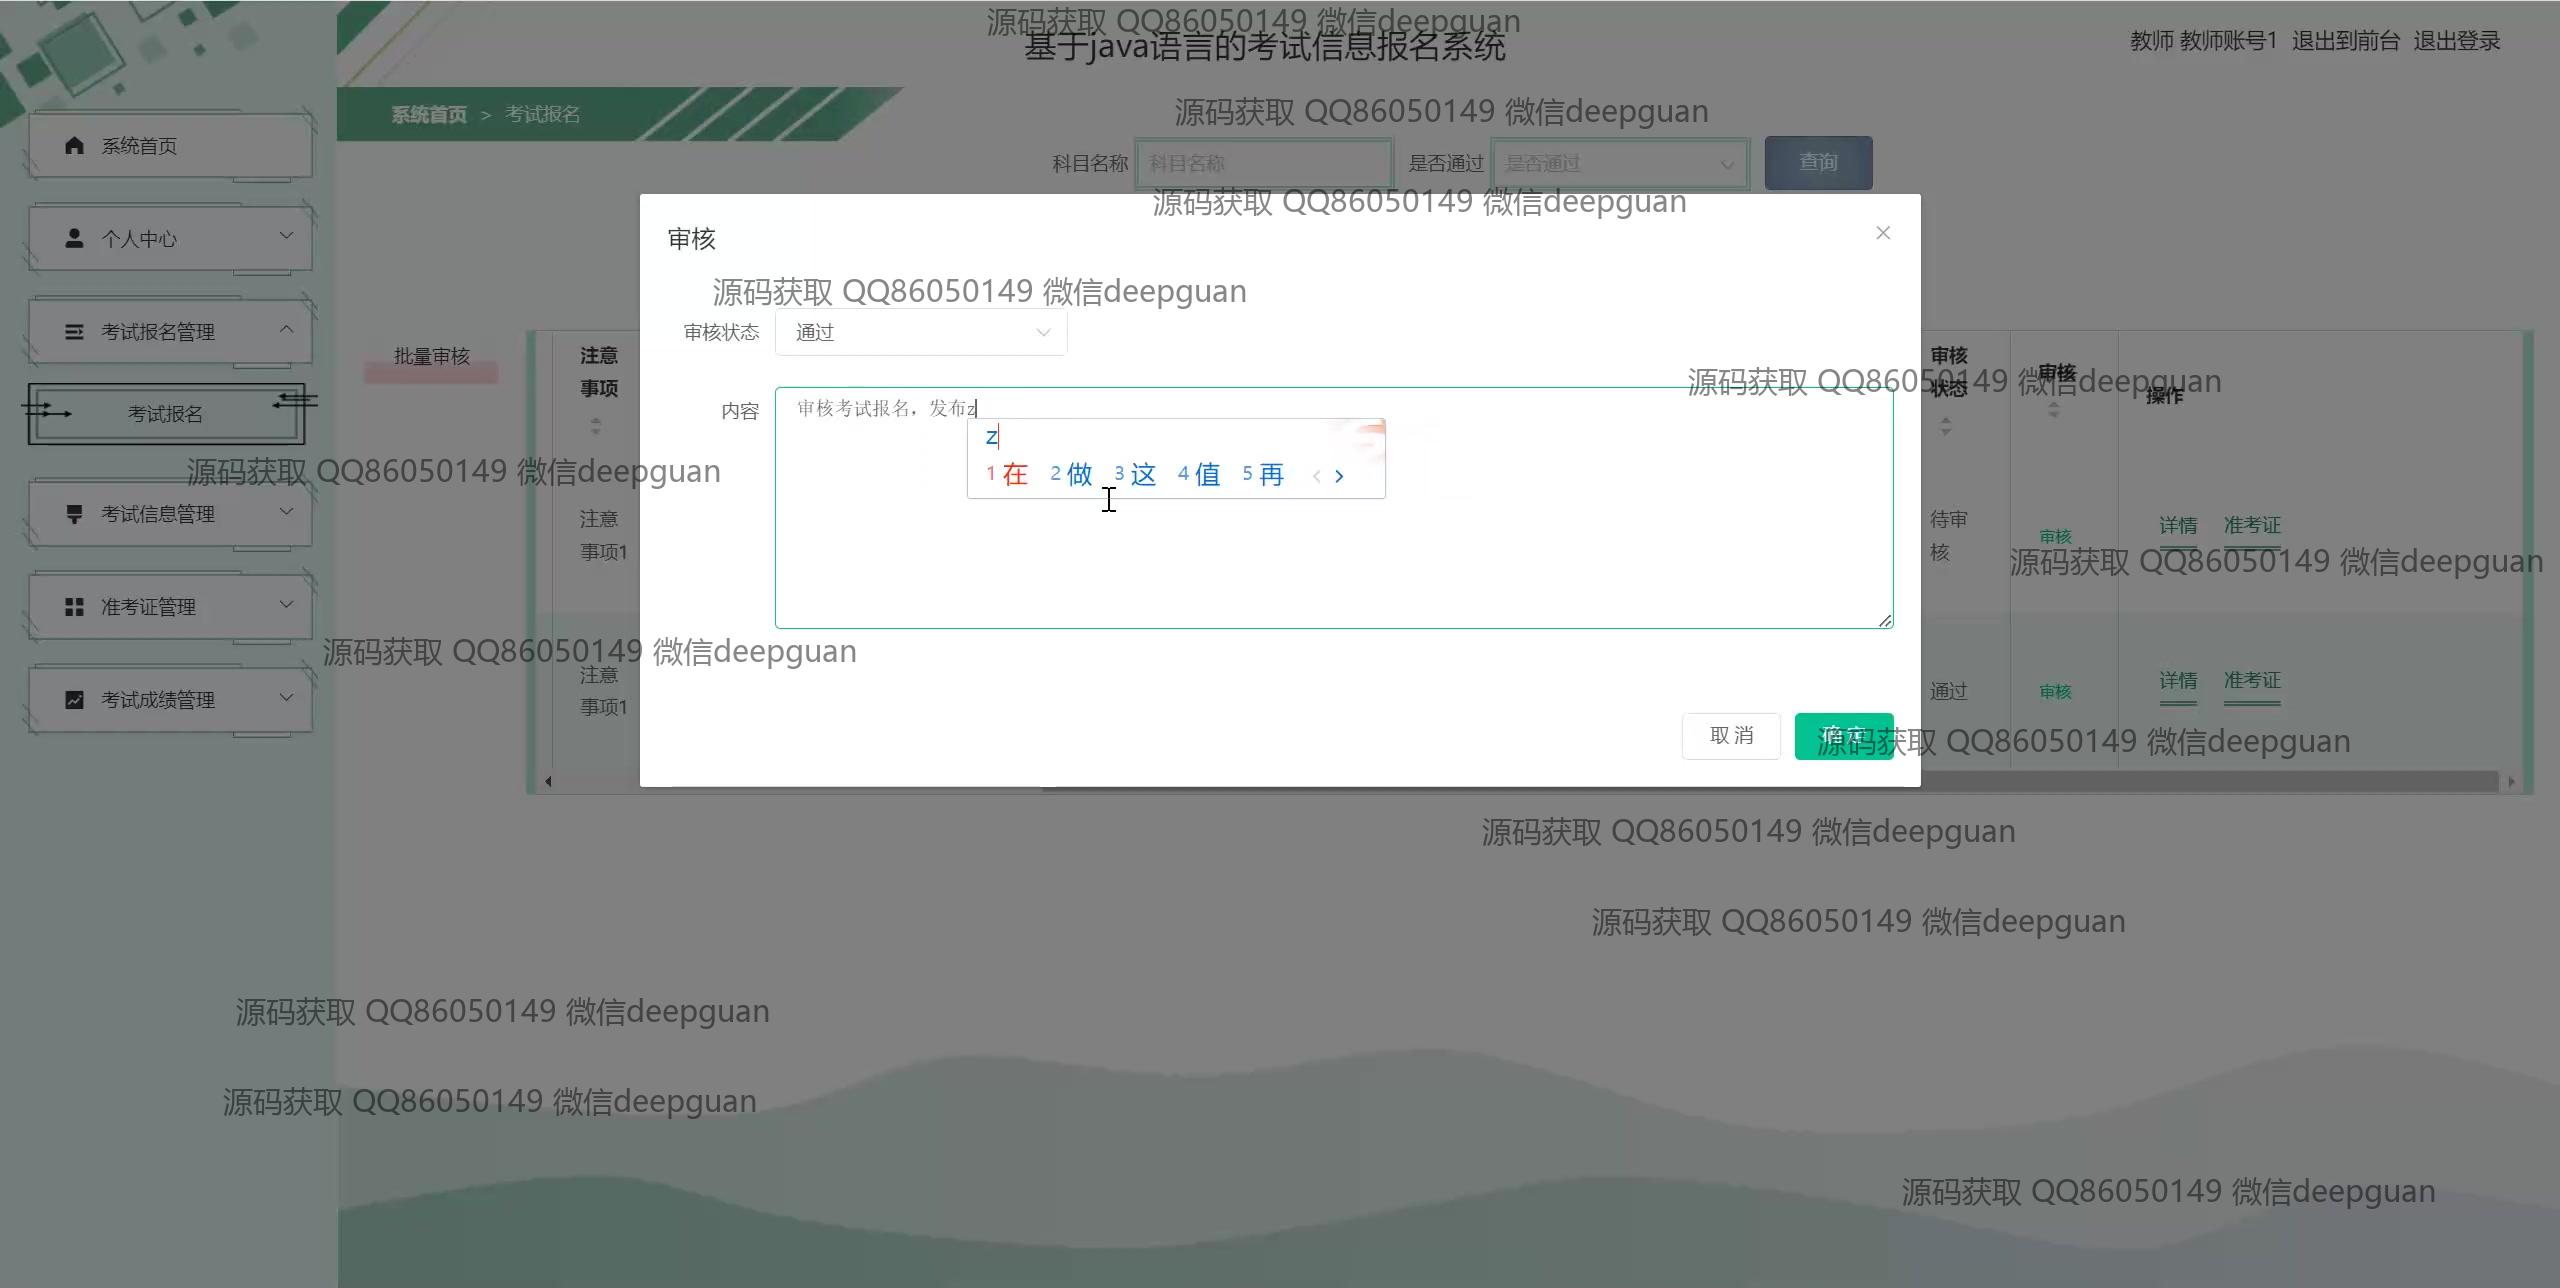 源码获取 QQ86050149 微信deepguan
基于java语言的考试信息报名系统
教师 教师账号1 退出到前台 退出登录
系统首页 > 考试报名
源码获取 QQ86050149 微信deepguan
系统首页
科目名称 科目名称 是否通过 是否通过 查询
源码获取 QQ86050149 微信deepguan
个人中心
审核
源码获取 QQ86050149 微信deepguan
考试报名管理
审核状态 通过
批量审核
注意
事项
审核
状态
审核
操作
源码获取 QQ86050149 微信deepguan
考试报名
内容 审核考试报名，发布z
z
1 在 2 做 3 这 4 值 5 再
源码获取 QQ86050149 微信deepguan
考试信息管理
注意
事项1
待审
核
审核
详情 准考证
源码获取 QQ86050149 微信deepguan
准考证管理
源码获取 QQ86050149 微信deepguan
注意
事项1
通过
审核
详情 准考证
考试成绩管理
取消 确定
源码获取 QQ86050149 微信deepguan
源码获取 QQ86050149 微信deepguan
源码获取 QQ86050149 微信deepguan
源码获取 QQ86050149 微信deepguan
源码获取 QQ86050149 微信deepguan
源码获取 QQ86050149 微信deepguan